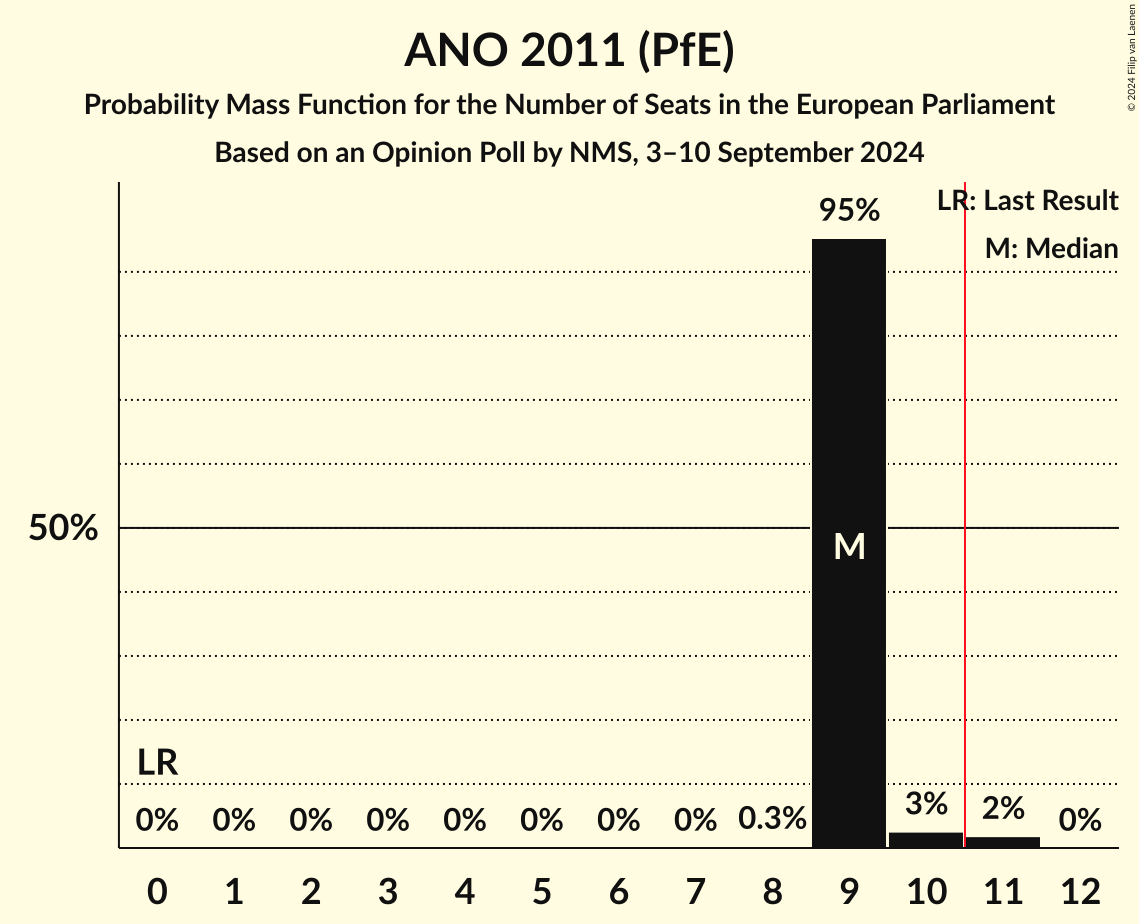 ANO 2011 (PfE)
Probability Mass Function for the Number of Seats in the European Parliament
Based on an Opinion Poll by NMS, 3–10 September 2024
© 2024 Filip van Laenen
LR: Last Result
M: Median
95%
50%
M
LR
0% 0% 0% 0% 0% 0% 0% 0% 0.3% 3% 2% 0%
0 1 2 3 4 5 6 7 8 9 10 11 12